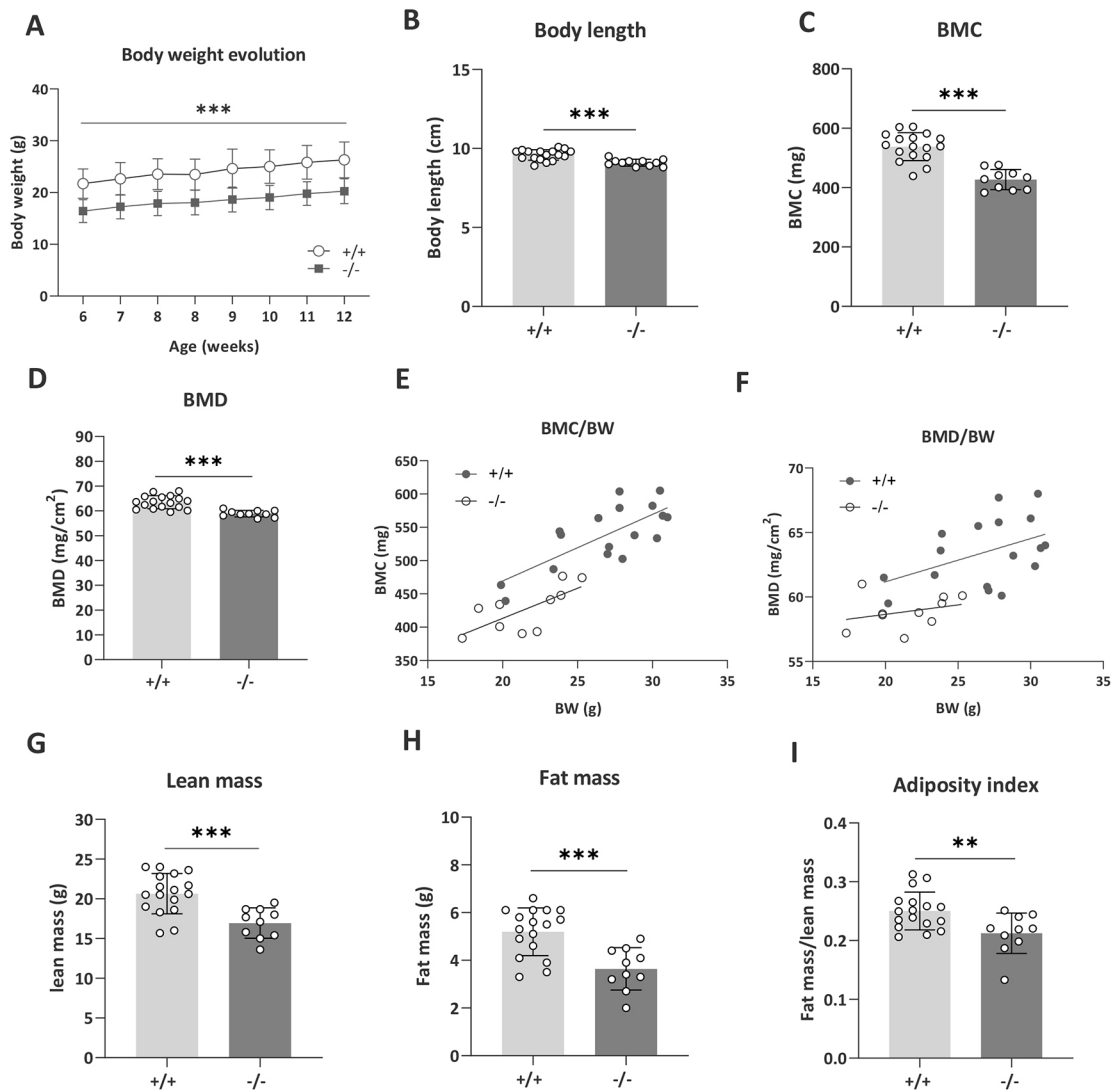 A
Body weight evolution
40
30
20
10
0
Body weight (g)
***
+/+
-/-
6 7 8 8 9 10 11 12
Age (weeks)
B
Body length
15
10
5
0
Body length (cm)
***
+/+ -/-
C
BMC
800
600
400
200
0
BMC (mg)
***
+/+ -/-
D
BMD
90
80
70
60
50
40
30
20
10
0
BMD (mg/cm²)
***
+/+ -/-
E
BMC/BW
650
600
550
500
450
400
350
BMC (mg)
+/+
-/-
15 20 25 30 35
BW (g)
F
BMD/BW
70
65
60
55
BMD (mg/cm²)
+/+
-/-
15 20 25 30 35
BW (g)
G
Lean mass
30
25
20
15
10
5
0
lean mass (g)
***
+/+ -/-
H
Fat mass
10
8
6
4
2
0
Fat mass (g)
***
+/+ -/-
I
Adiposity index
0.4
0.3
0.2
0.1
0.0
Fat mass/lean mass
**
+/+ -/-